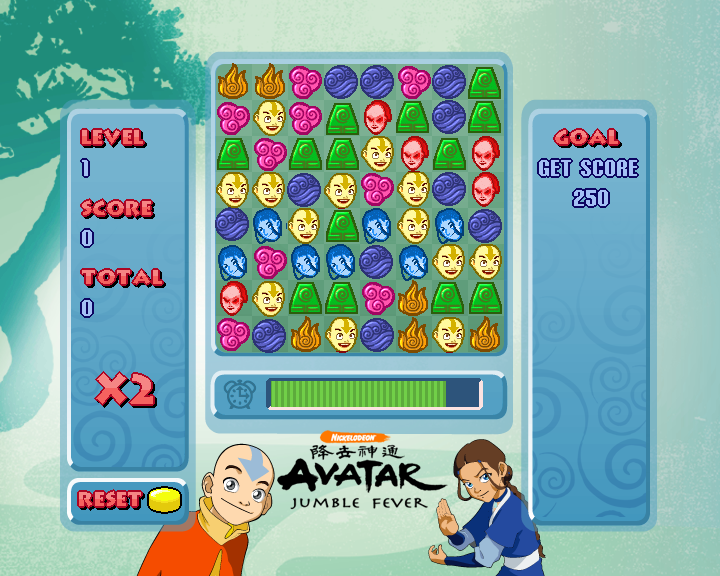 LEVEL
1
SCORE
0
TOTAL
0
X2
RESET
GOAL
GET SCORE
250
NICKELODEON
降去神通
AVATAR
JUMBLE FEVER